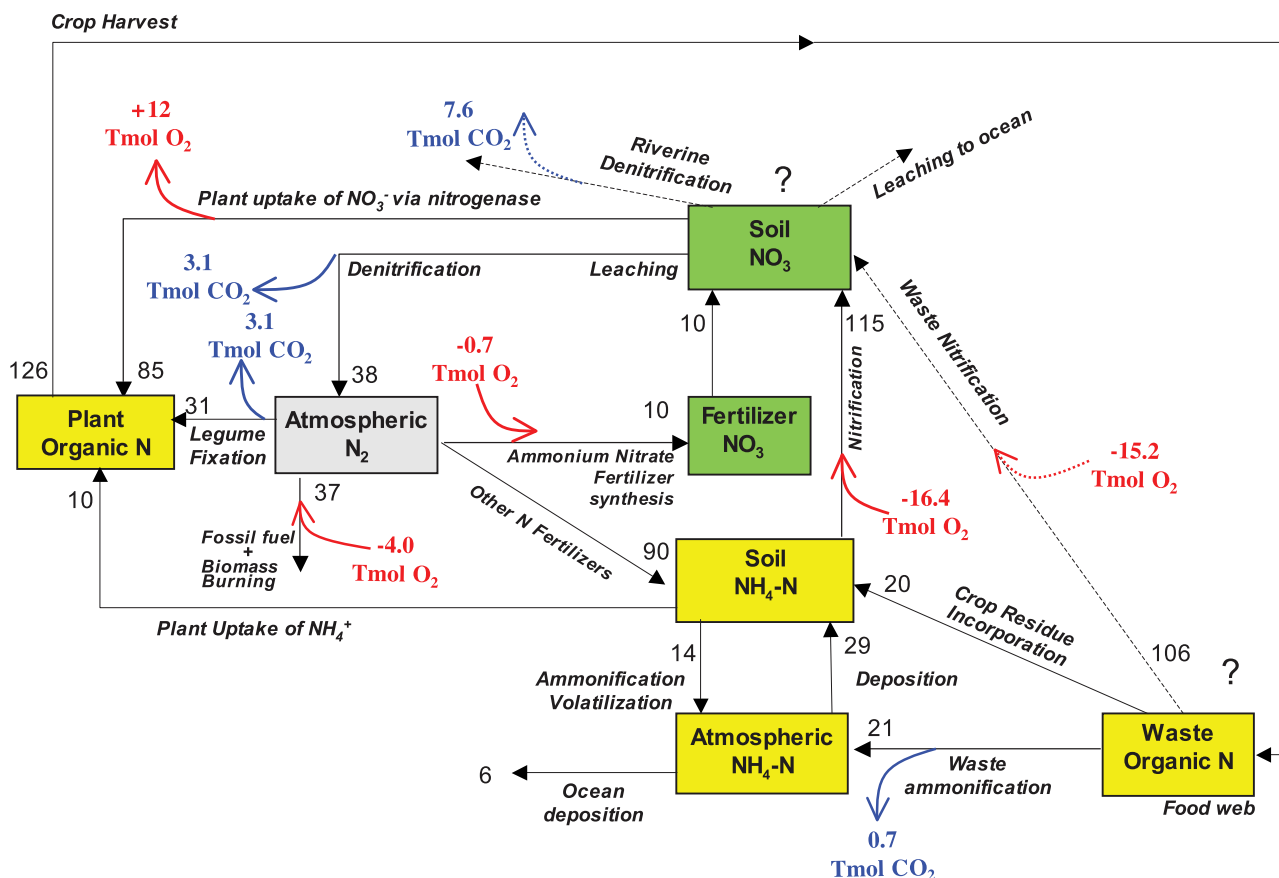 Crop Harvest
+12
Tmol O₂
7.6
Tmol CO₂
Riverine
Denitrification
?
Leaching to ocean
Plant uptake of NO₃⁻ via nitrogenase
Soil
NO₃
3.1
Tmol CO₂
Denitrification
Leaching
3.1
Tmol CO₂
10
115
Waste Nitrification
-0.7
Tmol O₂
126
85
38
Nitrification
Plant
Organic N
31
Legume
Fixation
Atmospheric
N₂
10
Fertilizer
NO₃
Ammonium Nitrate
Fertilizer
synthesis
-15.2
Tmol O₂
10
37
-16.4
Tmol O₂
Other N Fertilizers
Fossil fuel
+
Biomass
Burning
-4.0
Tmol O₂
90
Soil
NH₄-N
20
Crop Residue
Incorporation
Plant Uptake of NH₄⁺
14
29
106
?
Ammonification
Volatilization
Deposition
Atmospheric
NH₄-N
21
Waste
ammonification
Waste
Organic N
6
Ocean
deposition
Food web
0.7
Tmol CO₂